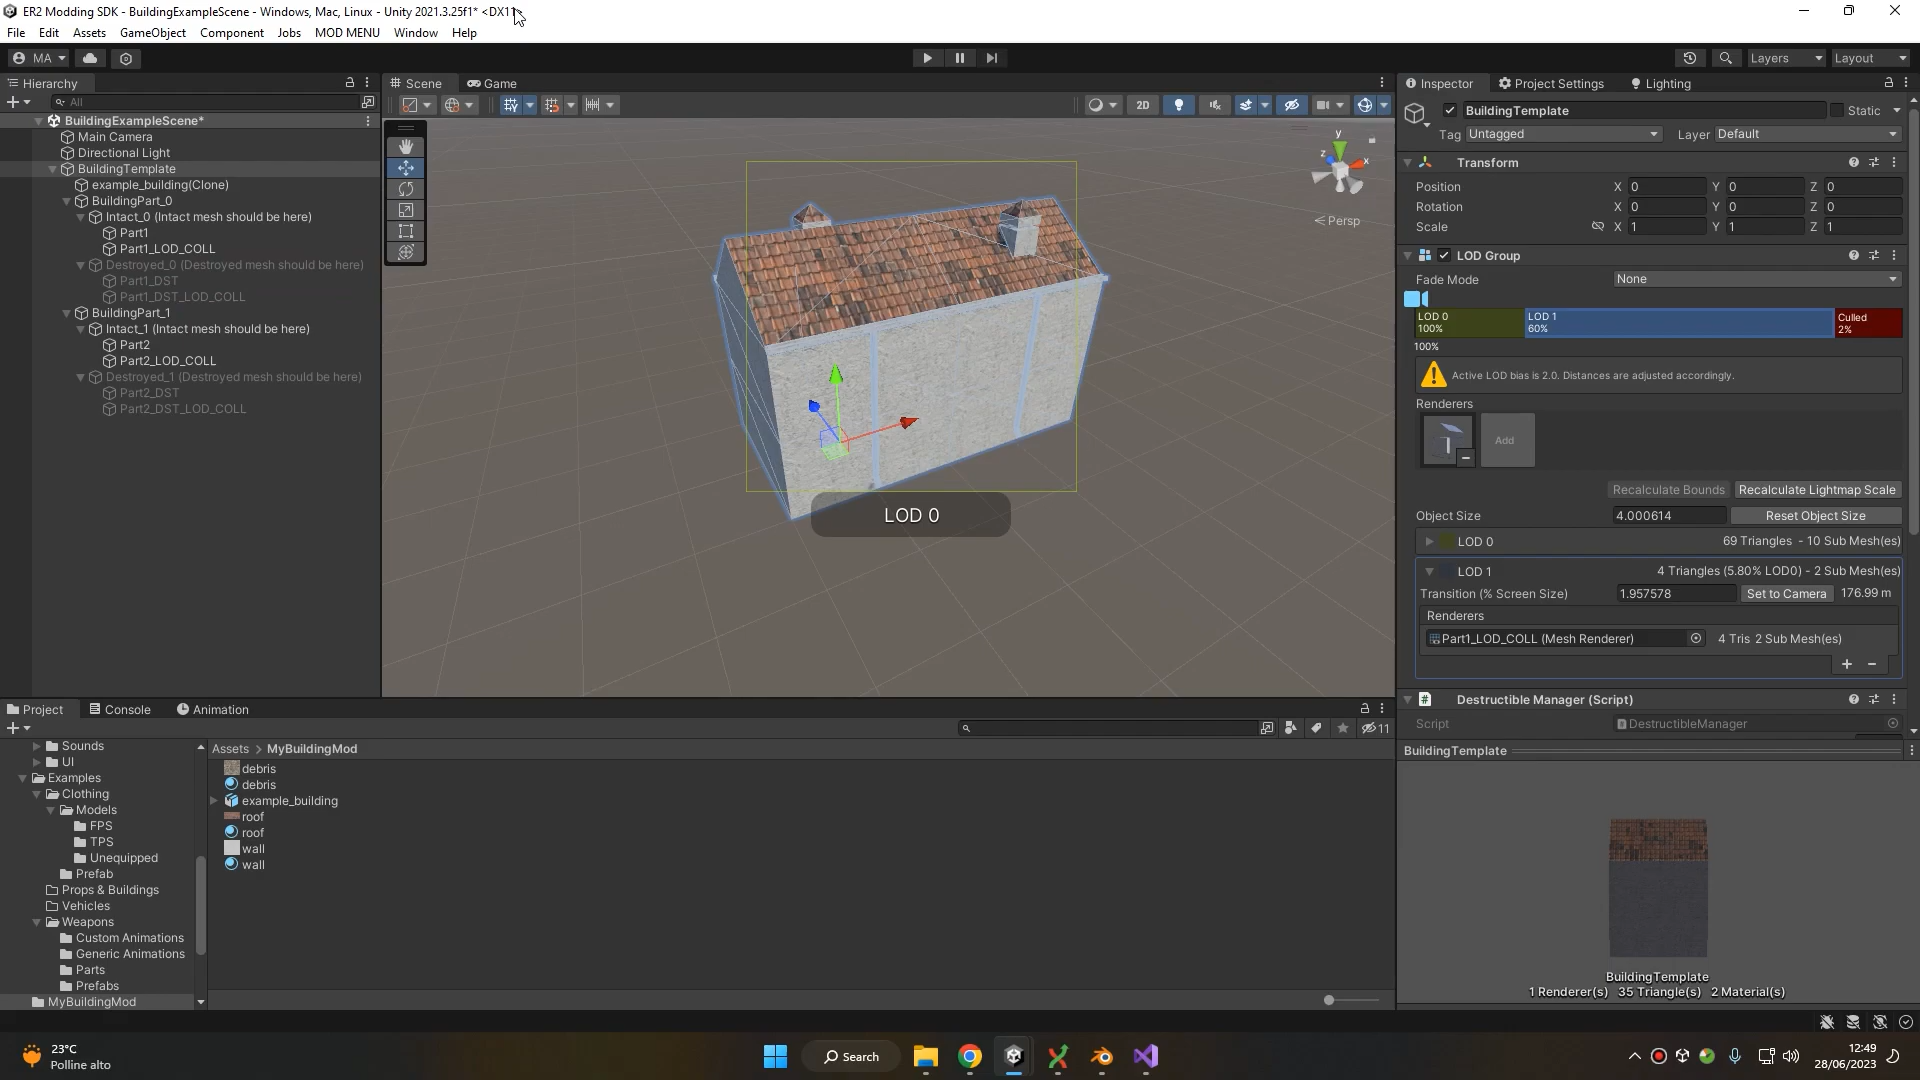 ER2 Modding SDK - BuildingExampleScene - Windows, Mac, Linux - Unity 2021.3.25f1* <DX11>
File Edit Assets GameObject Component Jobs MOD MENU Window Help
MA
Layers Layout
Hierarchy
All
BuildingExampleScene*
Main Camera
Directional Light
BuildingTemplate
example_building(Clone)
BuildingPart_0
Intact_0 (Intact mesh should be here)
Part1
Part1_LOD_COLL
Destroyed_0 (Destroyed mesh should be here)
Part1_DST
Part1_DST_LOD_COLL
BuildingPart_1
Intact_1 (Intact mesh should be here)
Part2
Part2_LOD_COLL
Destroyed_1 (Destroyed mesh should be here)
Part2_DST
Part2_DST_LOD_COLL
Scene Game
2D
y
z x
< Persp
LOD 0
Inspector Project Settings Lighting
BuildingTemplate Static
Tag Untagged Layer Default
Transform
Position X 0 Y 0 Z 0
Rotation X 0 Y 0 Z 0
Scale X 1 Y 1 Z 1
LOD Group
Fade Mode None
LOD 0
100%
LOD 1
60%
Culled
2%
100%
Active LOD bias is 2.0. Distances are adjusted accordingly.
Renderers
Add
Recalculate Bounds Recalculate Lightmap Scale
Object Size 4.000614 Reset Object Size
LOD 0 69 Triangles - 10 Sub Mesh(es)
LOD 1 4 Triangles (5.80% LOD0) - 2 Sub Mesh(es)
Transition (% Screen Size) 1.957578 Set to Camera 176.99 m
Renderers
Part1_LOD_COLL (Mesh Renderer) 4 Tris 2 Sub Mesh(es)
Destructible Manager (Script)
Script DestructibleManager
BuildingTemplate
BuildingTemplate
1 Renderer(s) 35 Triangle(s) 2 Material(s)
Project Console Animation
11
Sounds
UI
Examples
Clothing
Models
FPS
TPS
Unequipped
Prefab
Props & Buildings
Vehicles
Weapons
Custom Animations
Generic Animations
Parts
Prefabs
MyBuildingMod
Assets > MyBuildingMod
debris
debris
example_building
roof
roof
wall
wall
23°C
Polline alto
Search
12:49
28/06/2023